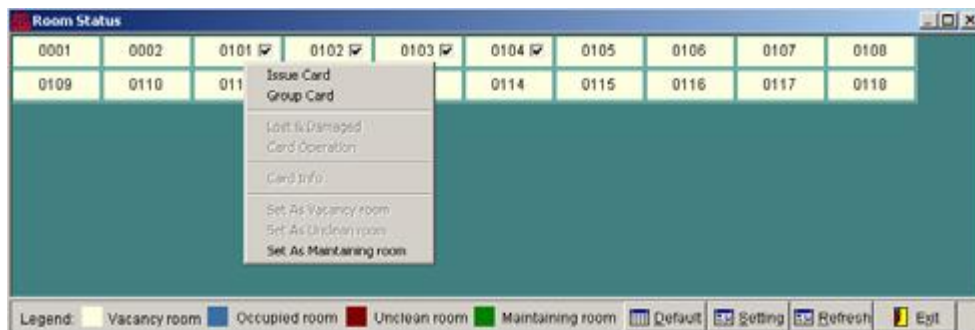 Room Status
0001 0002 0101 0102 0103 0104 0105 0106 0107 0108
0109 0110 011 0114 0115 0116 0117 0118
Issue Card
Group Card
Lost & Damaged
Card Operation
Card Info
Set As Vacancy room
Set As Unclean room
Set As Maintaining room
Legend: Vacancy room Occupied room Unclean room Maintaining room Default Setting Refresh Exit